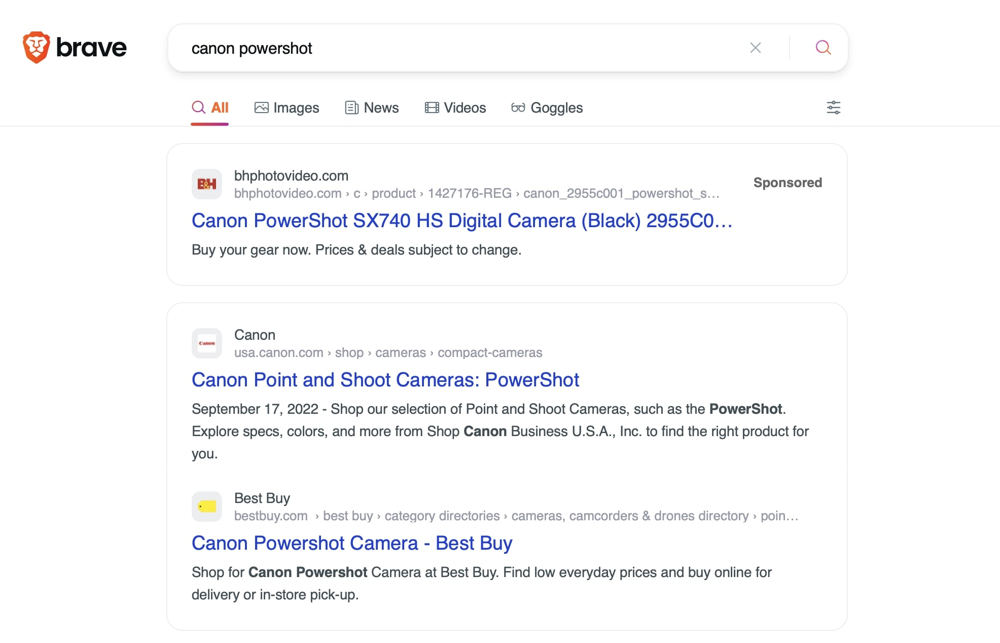 brave
canon powershot
All Images News Videos Goggles
bhphotovideo.com
Sponsored
bhphotovideo.com › c › product › 1427176-REG › canon_2955c001_powershot_s…
Canon PowerShot SX740 HS Digital Camera (Black) 2955C0…
Buy your gear now. Prices & deals subject to change.
Canon
usa.canon.com › shop › cameras › compact-cameras
Canon Point and Shoot Cameras: PowerShot
September 17, 2022 - Shop our selection of Point and Shoot Cameras, such as the PowerShot.
Explore specs, colors, and more from Shop Canon Business U.S.A., Inc. to find the right product for
you.
Best Buy
bestbuy.com › best buy › category directories › cameras, camcorders & drones directory › poin…
Canon Powershot Camera - Best Buy
Shop for Canon Powershot Camera at Best Buy. Find low everyday prices and buy online for
delivery or in-store pick-up.
B&H
Canon